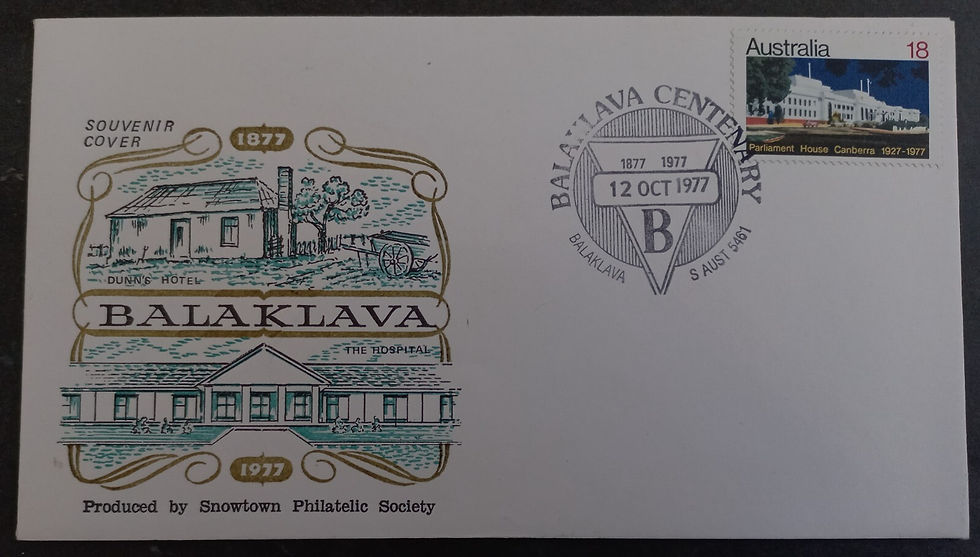 SOUVENIR
COVER
1877
DUNN'S HOTEL
BALAKLAVA
THE HOSPITAL
1977
Produced by Snowtown Philatelic Society
BALAKLAVA CENTENARY
1877 1977
12 OCT 1977
B
BALAKLAVA S AUST 5461
Australia 18
Parliament House Canberra 1927-1977